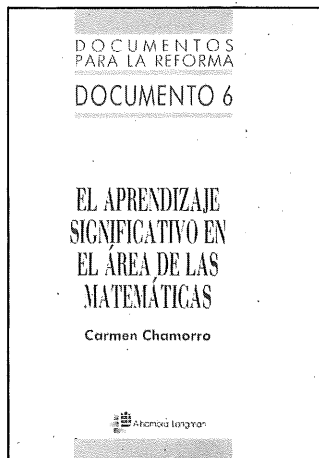 DOCUMENTOS
PARA LA REFORMA
DOCUMENTO 6
EL APRENDIZAJE
SIGNIFICATIVO EN
EL ÁREA DE LAS
MATEMÁTICAS
Carmen Chamorro
Alhambra Longman